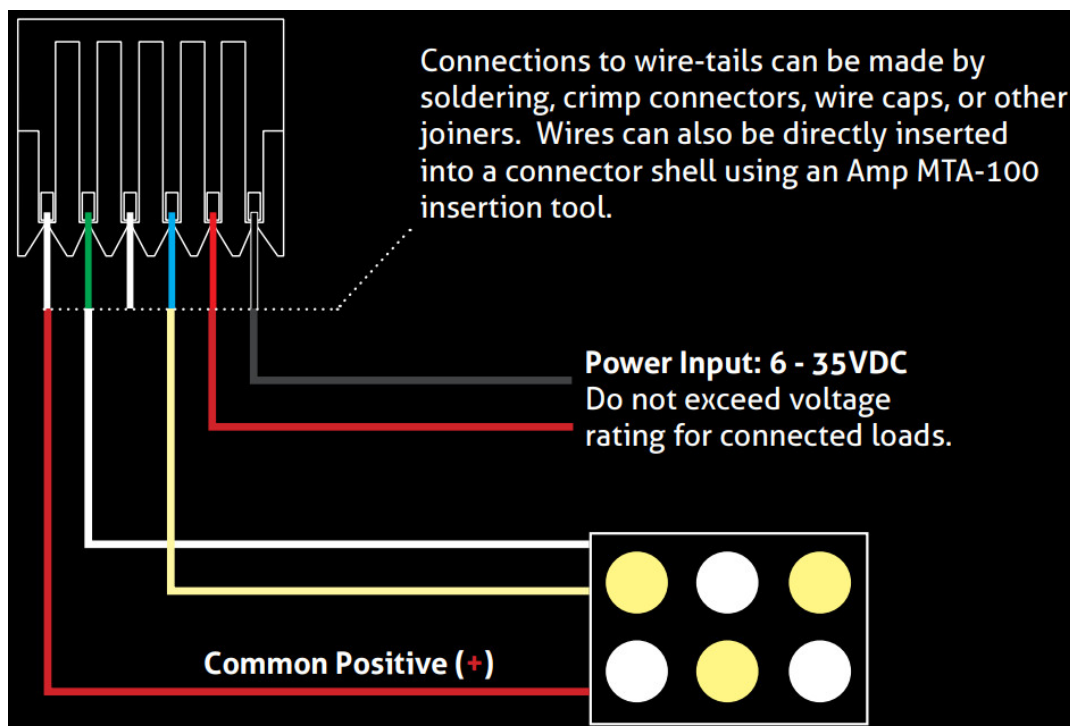 Connections to wire-tails can be made by
soldering, crimp connectors, wire caps, or other
joiners.  Wires can also be directly inserted
into a connector shell using an Amp MTA-100
insertion tool.
Power Input: 6 - 35VDC
Do not exceed voltage
rating for connected loads.
Common Positive (+)